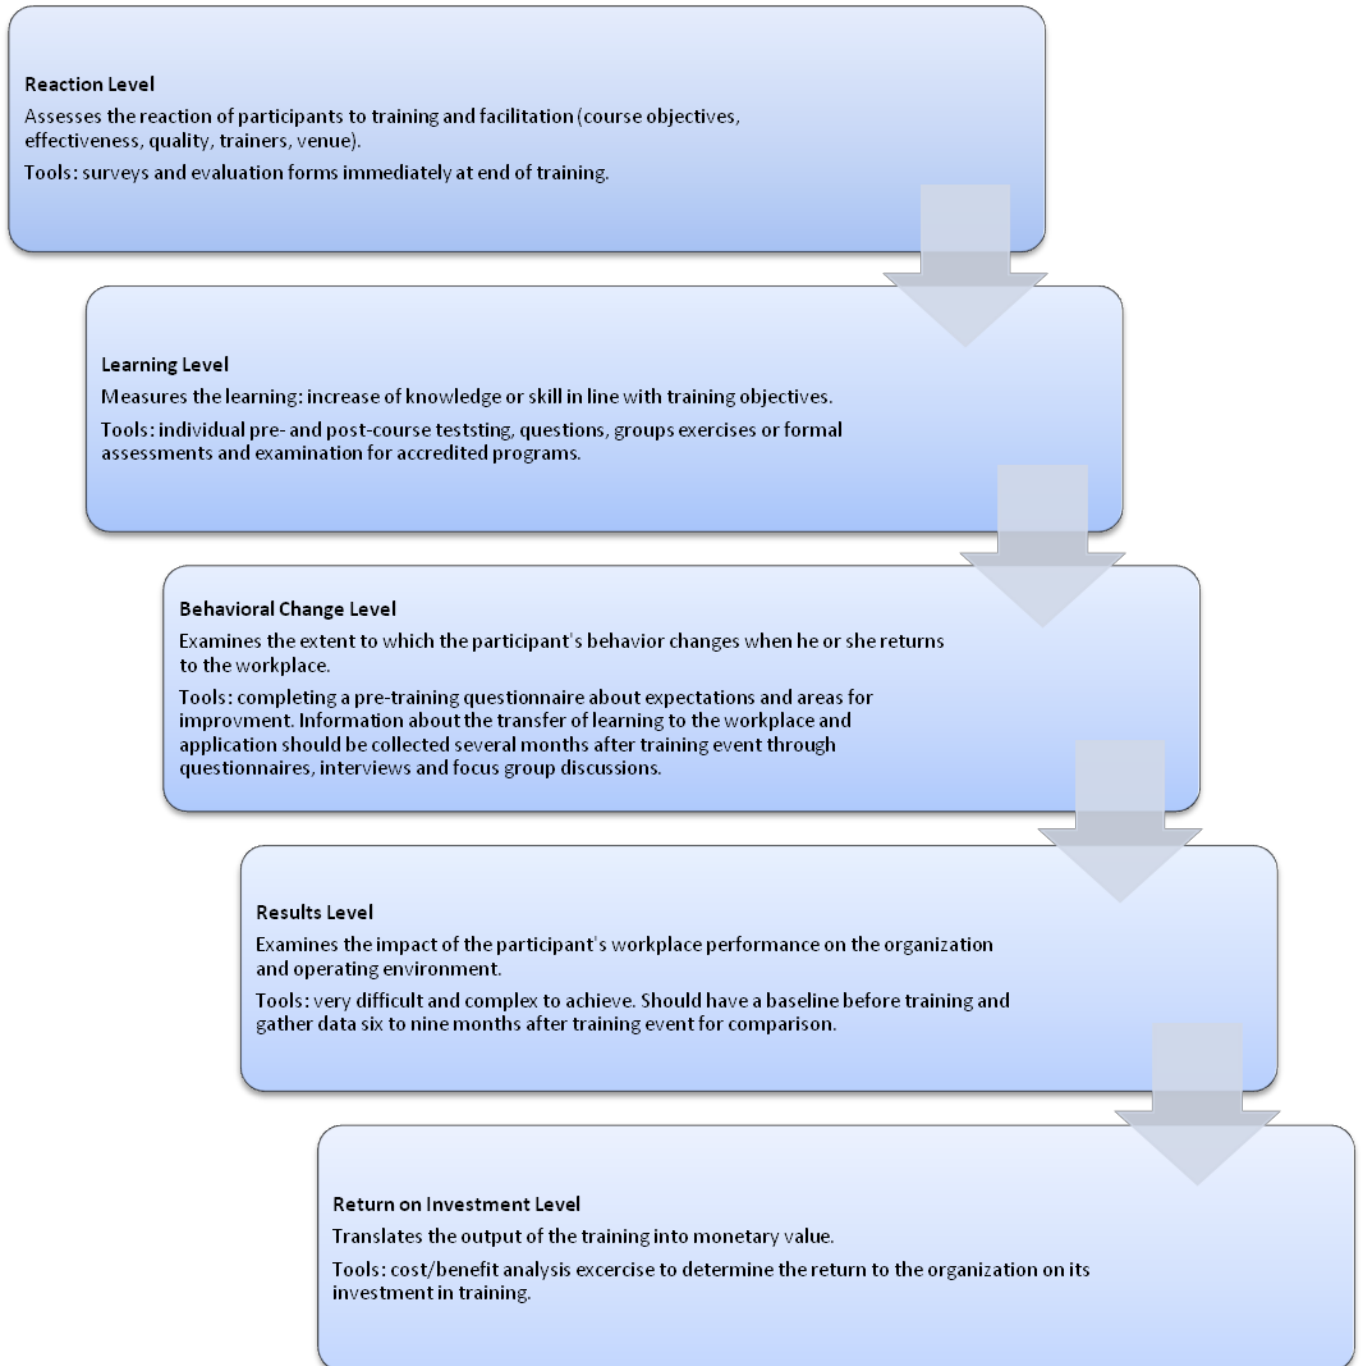 Reaction Level
Assesses the reaction of participants to training and facilitation (course objectives,
effectiveness, quality, trainers, venue).
Tools: surveys and evaluation forms immediately at end of training.
Learning Level
Measures the learning: increase of knowledge or skill in line with training objectives.
Tools: individual pre- and post-course teststing, questions, groups exercises or formal
assessments and examination for accredited programs.
Behavioral Change Level
Examines the extent to which the participant's behavior changes when he or she returns
to the workplace.
Tools: completing a pre-training questionnaire about expectations and areas for
improvment. Information about the transfer of learning to the workplace and
application should be collected several months after training event through
questionnaires, interviews and focus group discussions.
Results Level
Examines the impact of the participant's workplace performance on the organization
and operating environment.
Tools: very difficult and complex to achieve. Should have a baseline before training and
gather data six to nine months after training event for comparison.
Return on Investment Level
Translates the output of the training into monetary value.
Tools: cost/benefit analysis excercise to determine the return to the organization on its
investment in training.